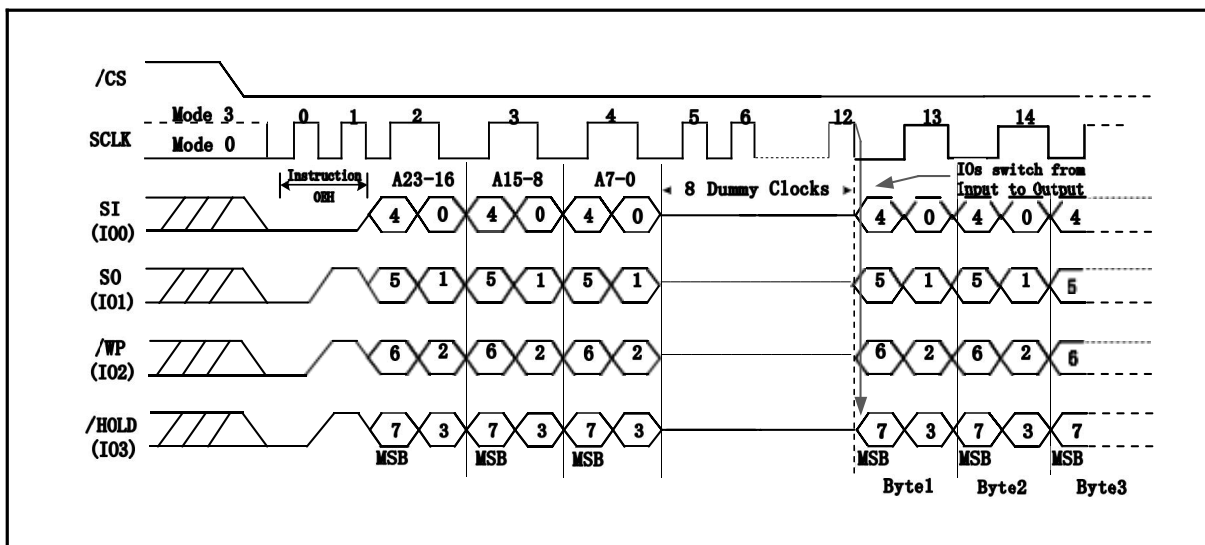 /CS
Mode 3 0 1 2 3 4 5 6 12 13 14
SCLK
Mode 0
Instruction A23-16 A15-8 A7-0 8 Dummy Clocks IOs switch from
0EH Input to Output
SI 4 0 4 0 4 0 4 0 4 0 4
(IO0)
SO 5 1 5 1 5 1 5 1 5 1 5
(IO1)
/WP 6 2 6 2 6 2 6 2 6 2 6
(IO2)
/HOLD 7 3 7 3 7 3 7 3 7 3 7
(IO3)
MSB MSB MSB MSB MSB MSB
Byte1 Byte2 Byte3